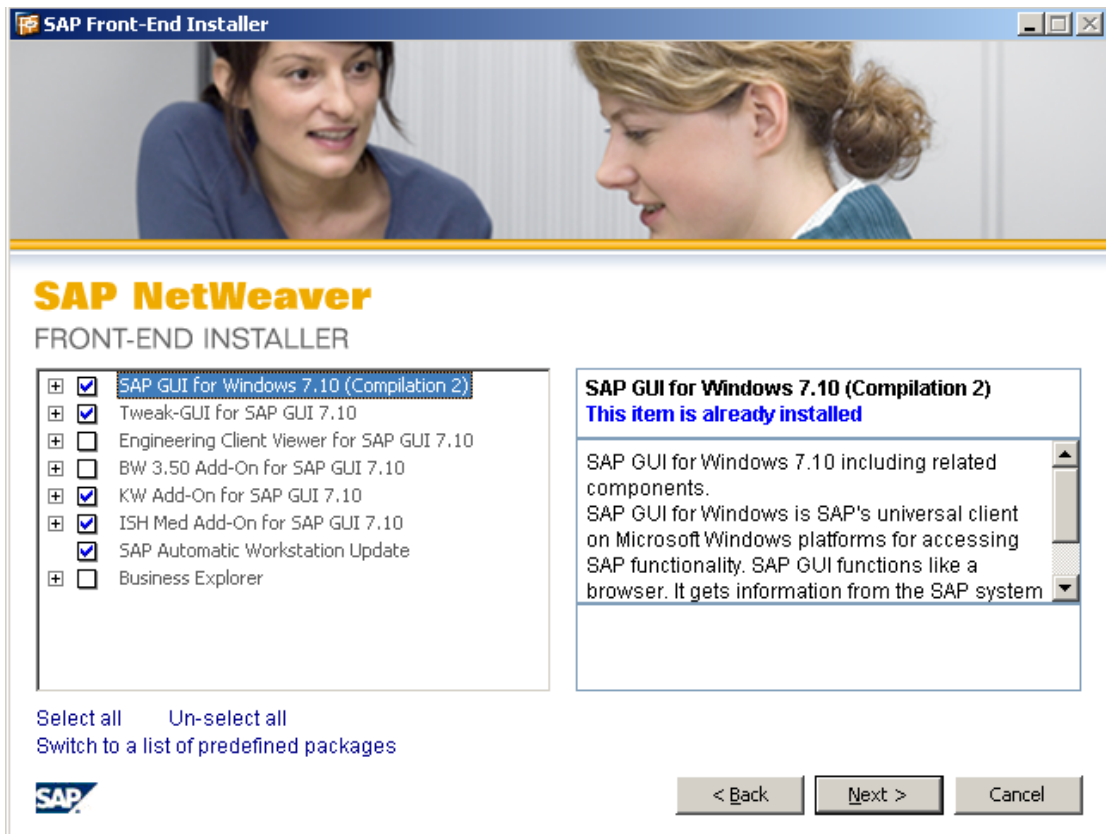 SAP Front-End Installer
SAP NetWeaver
FRONT-END INSTALLER
SAP GUI for Windows 7.10 (Compilation 2)
Tweak-GUI for SAP GUI 7.10
Engineering Client Viewer for SAP GUI 7.10
BW 3.50 Add-On for SAP GUI 7.10
KW Add-On for SAP GUI 7.10
ISH Med Add-On for SAP GUI 7.10
SAP Automatic Workstation Update
Business Explorer
SAP GUI for Windows 7.10 (Compilation 2)
This item is already installed
SAP GUI for Windows 7.10 including related
components.
SAP GUI for Windows is SAP's universal client
on Microsoft Windows platforms for accessing
SAP functionality. SAP GUI functions like a
browser. It gets information from the SAP system
Select all Un-select all
Switch to a list of predefined packages
SAP
< Back Next > Cancel